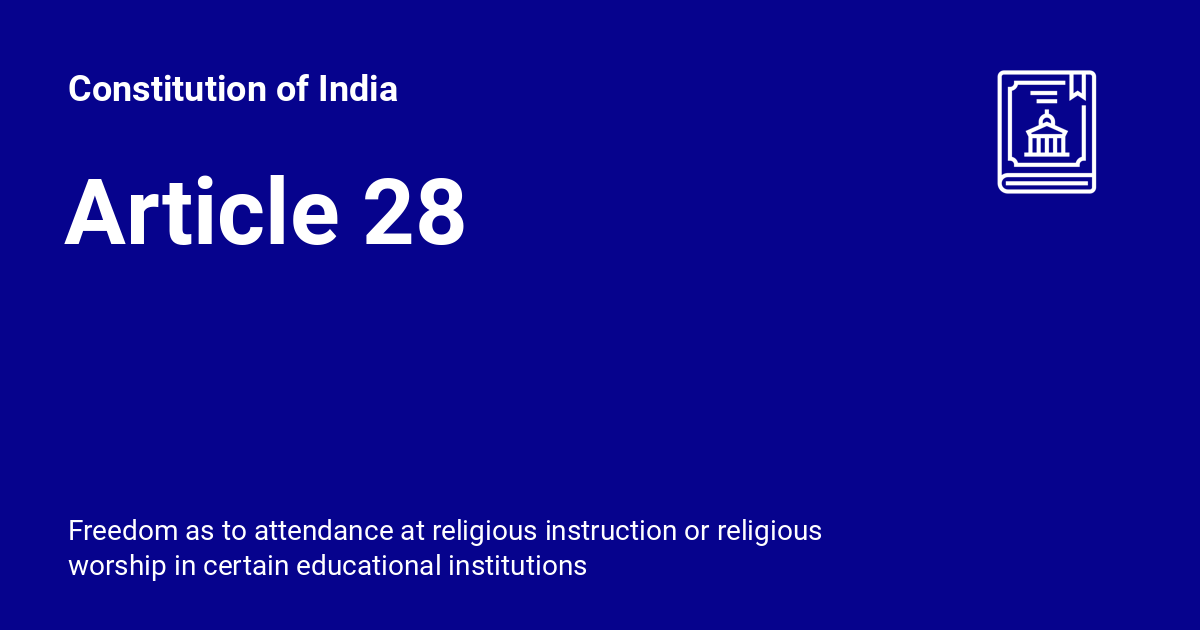 Constitution of India
Article 28
Freedom as to attendance at religious instruction or religious
worship in certain educational institutions